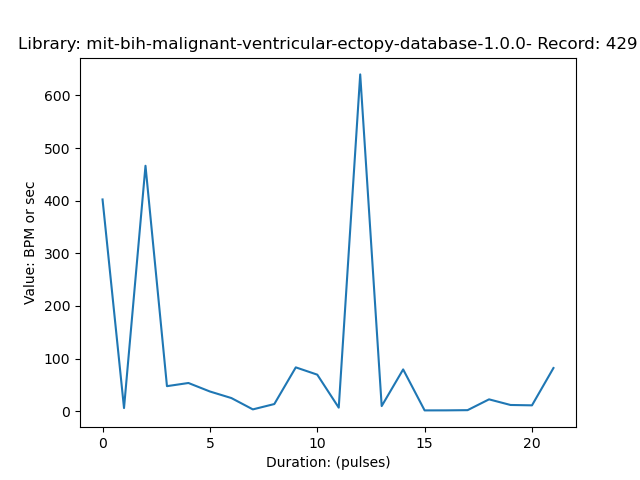 Library: mit-bih-malignant-ventricular-ectopy-database-1.0.0- Record: 429
600
500
400
300
200
100
0
Value: BPM or sec
0 5 10 15 20
Duration: (pulses)